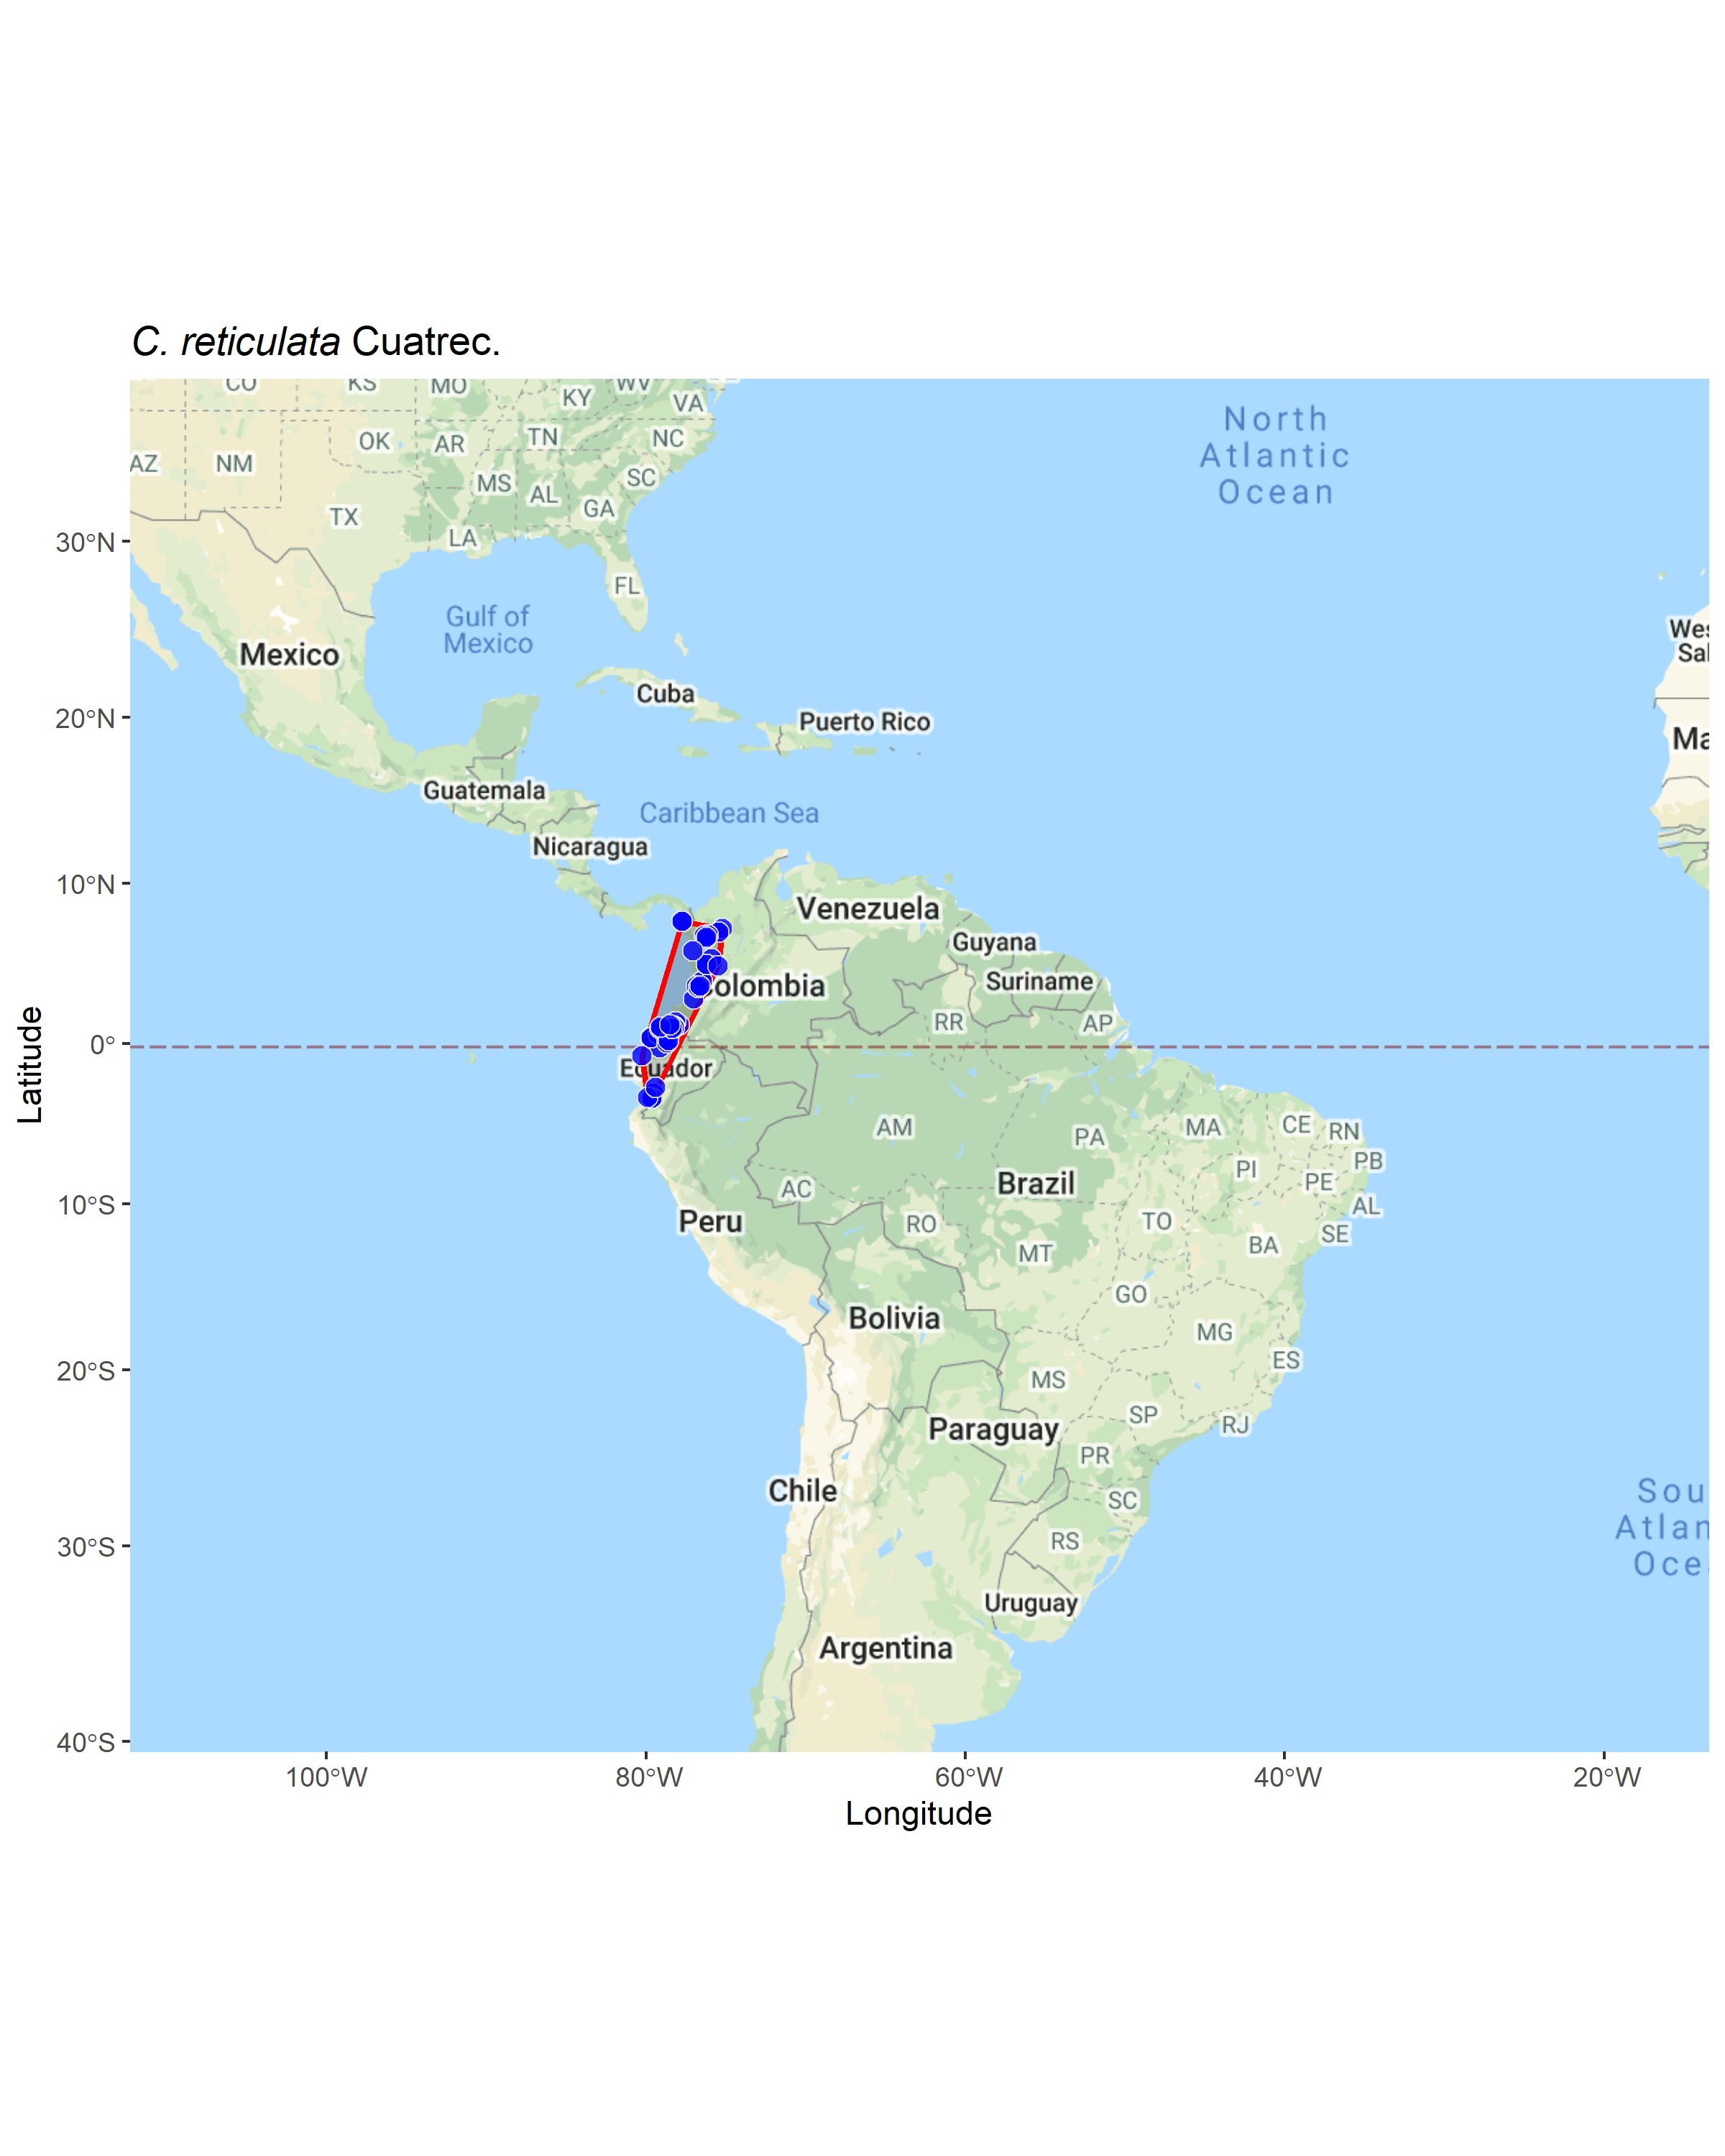 C. reticulata Cuatrec.
CO
KS
MO
KY
WV
VA
AZ
NM
OK
AR
TN
NC
MS
AL
SC
TX
GA
LA
FL
North
Atlantic
Ocean
30°N
Gulf of
Mexico
Mexico
Wes
Sal
Cuba
20°N
Puerto Rico
Ma
Guatemala
Caribbean Sea
Nicaragua
10°N
Venezuela
Guyana
olombia
Suriname
RR
AP
0°
Ecuador
Latitude
AM
PA
MA
CE
RN
PI
PB
AC
Brazil
PE
AL
10°S
Peru
RO
TO
SE
MT
BA
GO
Bolivia
MG
20°S
MS
ES
Paraguay
SP
RJ
PR
Chile
SC
Sou
Atlan
Ocea
30°S
RS
Uruguay
Argentina
40°S
100°W
80°W
60°W
40°W
20°W
Longitude